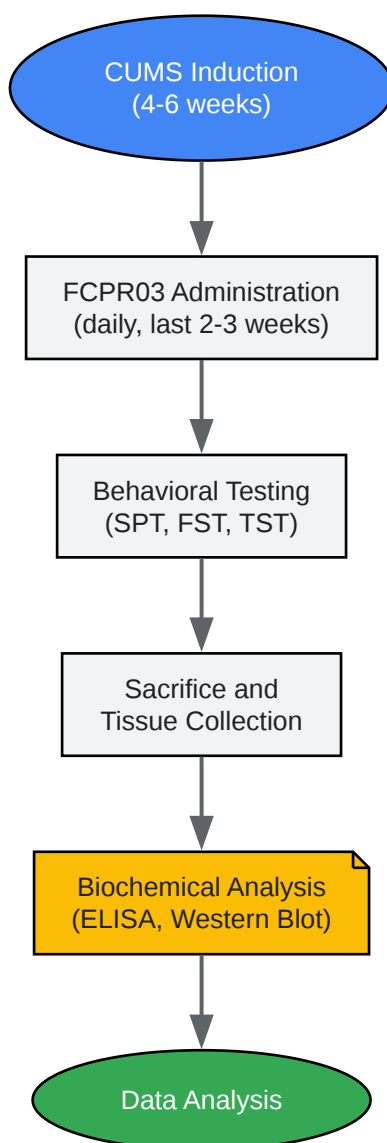 CUMS Induction
(4-6 weeks)
FCPR03 Administration
(daily, last 2-3 weeks)
Behavioral Testing
(SPT, FST, TST)
Sacrifice and
Tissue Collection
Biochemical Analysis
(ELISA, Western Blot)
Data Analysis